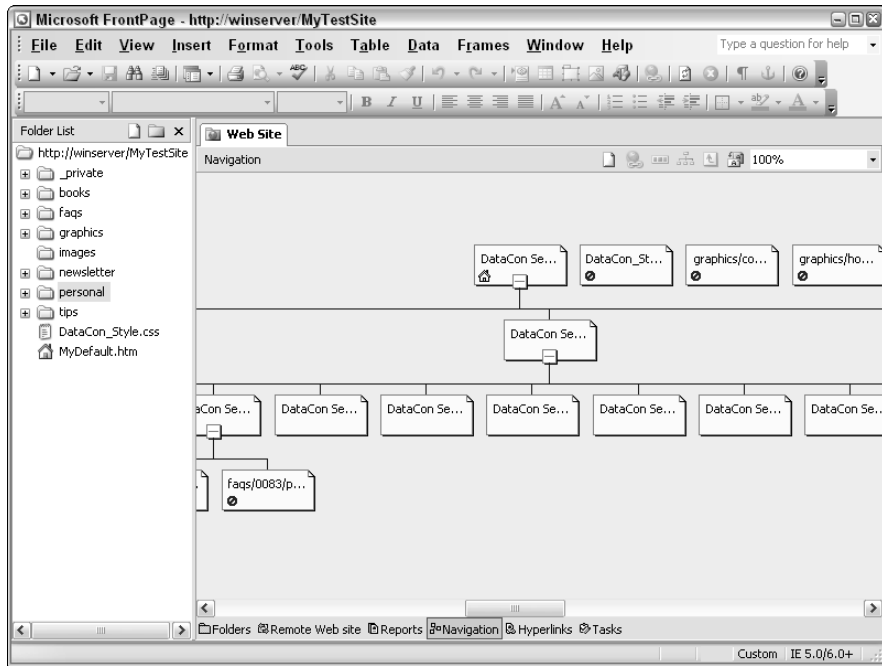 Microsoft FrontPage - http://winserver/MyTestSite
File Edit View Insert Format Tools Table Data Frames Window Help Type a question for help
ABC
B I U A A ab A
Folder List
Web Site
http://winserver/MyTestSite
Navigation 100%
_private
books
faqs
graphics
images
newsletter
personal
tips
DataCon_Style.css
MyDefault.htm
DataCon Se... DataCon_St... graphics/co... graphics/ho...
DataCon Se...
aCon Se... DataCon Se... DataCon Se... DataCon Se... DataCon Se... DataCon Se... DataCon Se
. faqs/0083/p...
Folders Remote Web site Reports Navigation Hyperlinks Tasks
Custom IE 5.0/6.0+